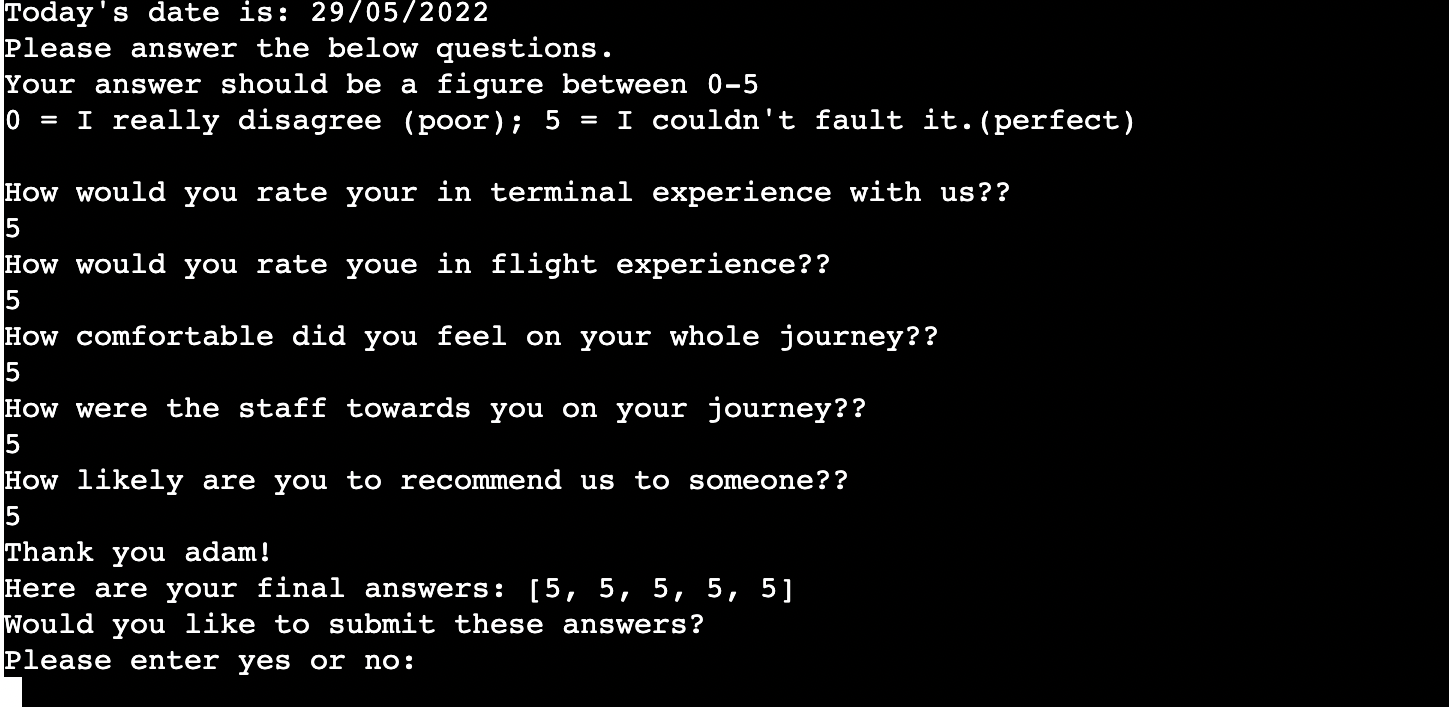 Today's date is: 29/05/2022
Please answer the below questions.
Your answer should be a figure between 0-5
0 = I really disagree (poor); 5 = I couldn't fault it.(perfect)
How would you rate your in terminal experience with us??
5
How would you rate youe in flight experience??
5
How comfortable did you feel on your whole journey??
5
How were the staff towards you on your journey??
5
How likely are you to recommend us to someone??
5
Thank you adam!
Here are your final answers: [5, 5, 5, 5, 5]
Would you like to submit these answers?
Please enter yes or no: